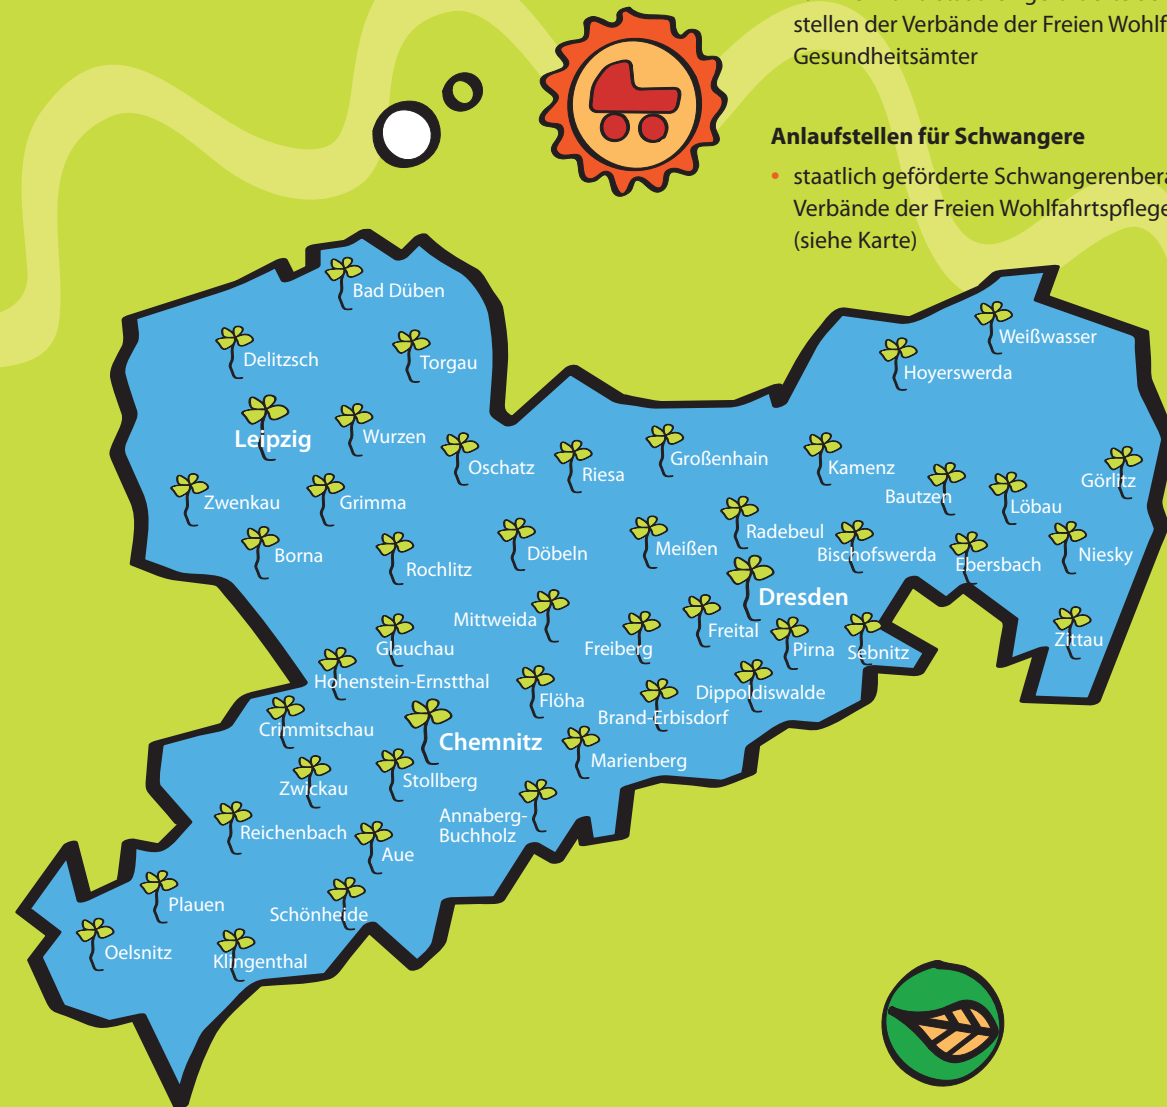 stellen der Verbände der Freien Wohlf
Gesundheitsämter
Anlaufstellen für Schwangere
• staatlich geförderte Schwangerenbera
Verbände der Freien Wohlfahrtspflege
(siehe Karte)
Bad Düben
Weißwasser
Delitzsch
Torgau
Hoyerswerda
Leipzig
Wurzen
Oschatz
Riesa
Großenhain
Kamenz
Görlitz
Bautzen
Löbau
Zwenkau
Grimma
Radebeul
Borna
Rochlitz
Döbeln
Meißen
Bischofswerda
Ebersbach
Niesky
Dresden
Mittweida
Freital
Glauchau
Freiberg
Pirna
Sebnitz
Zittau
Hohenstein-Ernstthal
Flöha
Dippoldiswalde
Brand-Erbisdorf
Crimmitschau
Chemnitz
Marienberg
Zwickau
Stollberg
Annaberg-
Buchholz
Reichenbach
Aue
Plauen
Schönheide
Oelsnitz
Klingenthal